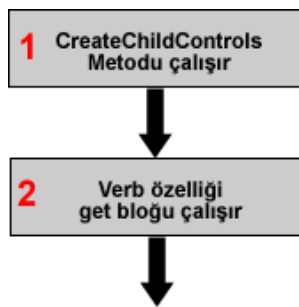 1 CreateChildControls
Metodu çalışır
2 Verb özelliği
get bloğu çalışır